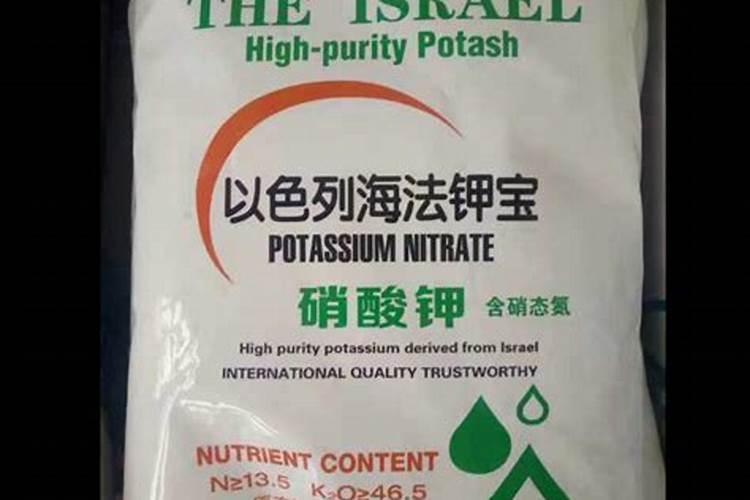 THE ISRAEL
High-purity Potash
以色列海法钾宝
POTASSIUM NITRATE
硝酸钾 含硝态氮
High purity potassium derived from Israel
INTERNATIONAL QUALITY TRUSTWORTHY
NUTRIENT CONTENT
N≥13.5 K₂O≥46.5